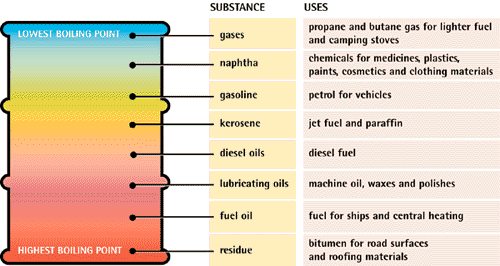 SUBSTANCE USES
LOWEST BOILING POINT gases propane and butane gas for lighter fuel
and camping stoves
naphtha chemicals for medicines, plastics,
paints, cosmetics and clothing materials
gasoline petrol for vehicles
kerosene jet fuel and paraffin
diesel oils diesel fuel
lubricating oils machine oil, waxes and polishes
fuel oil fuel for ships and central heating
HIGHEST BOILING POINT residue bitumen for road surfaces
and roofing materials